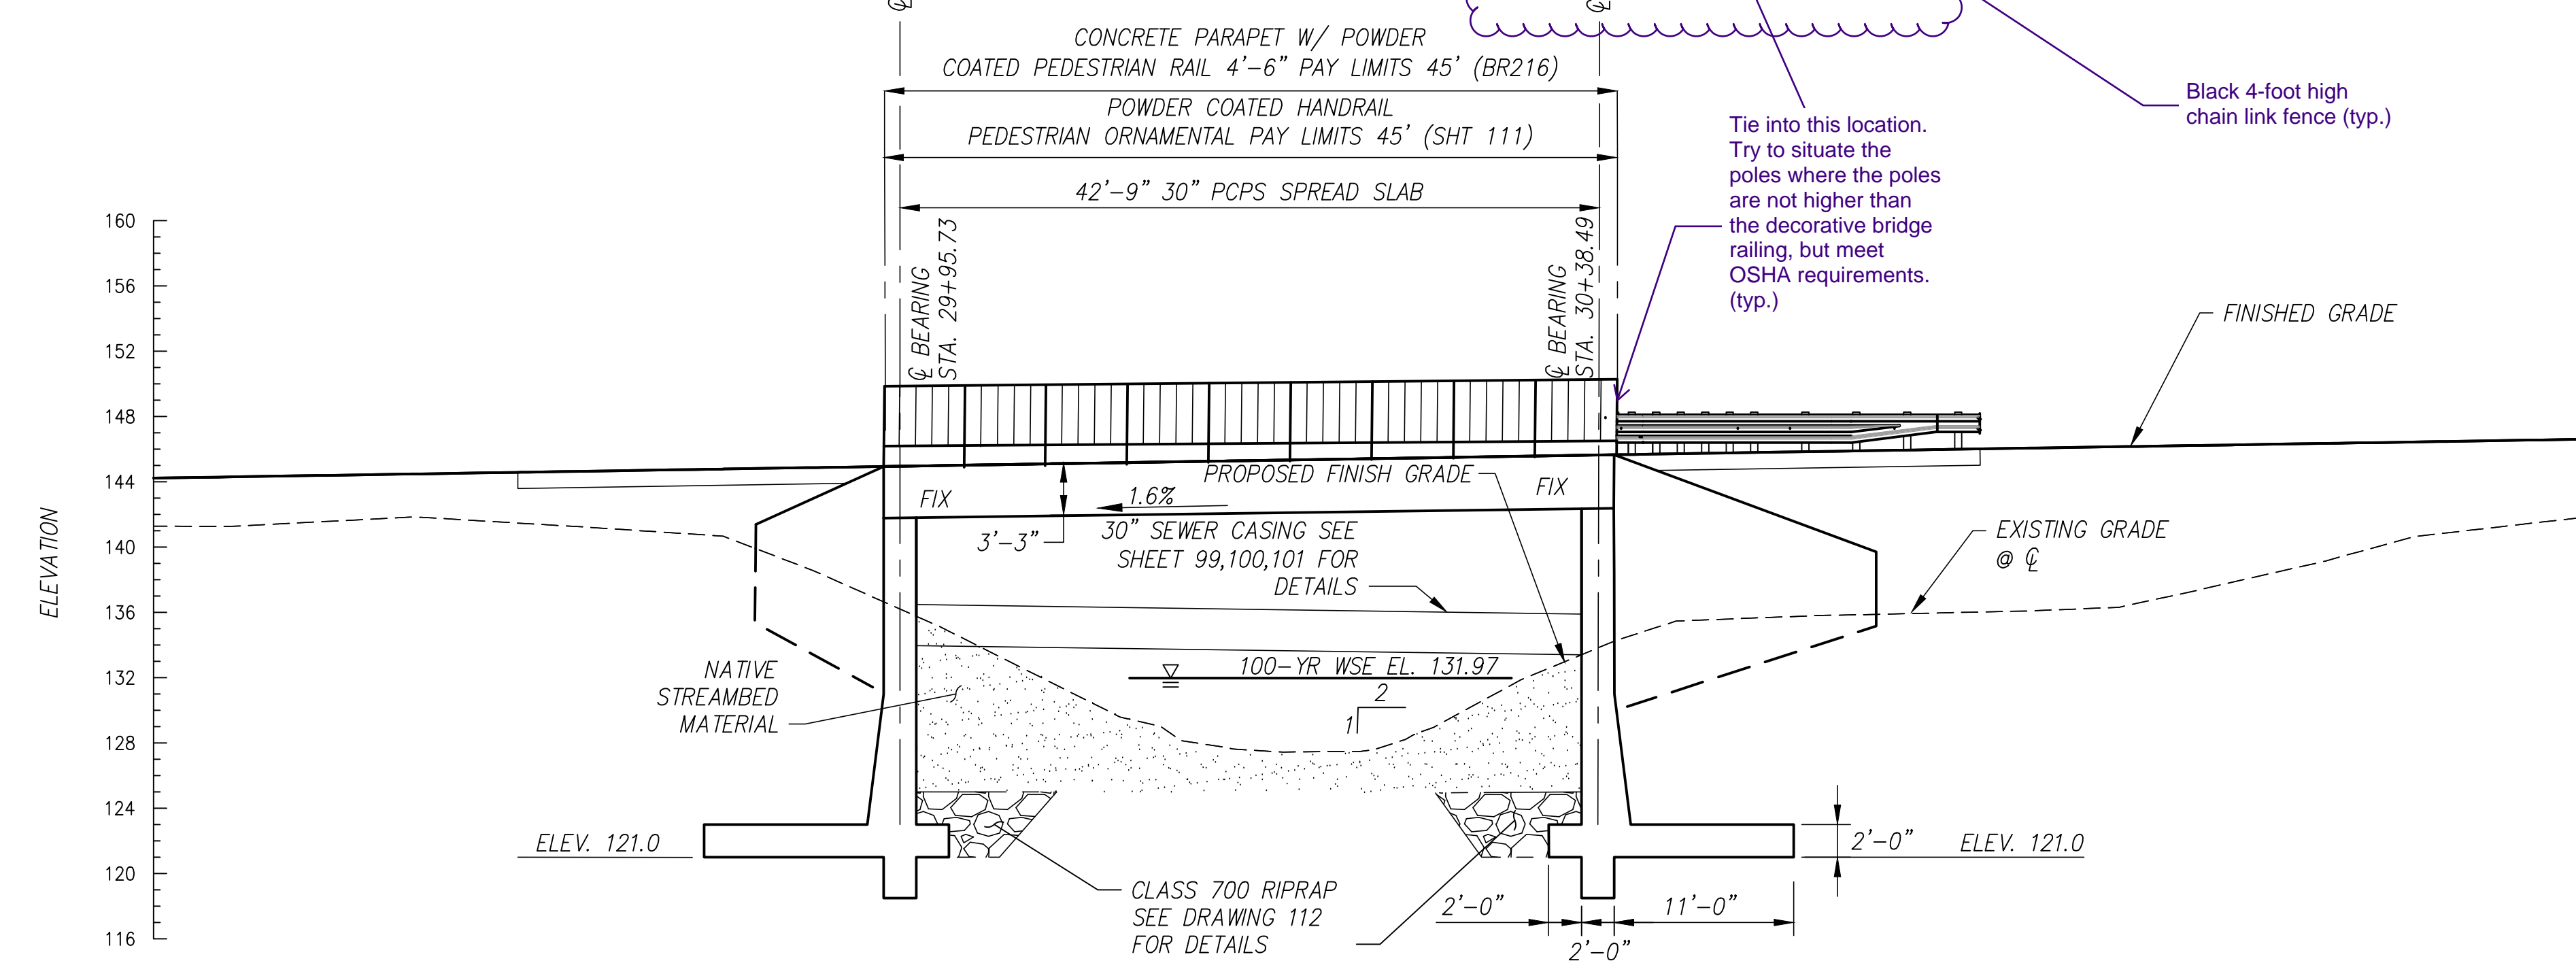 ℄
℄
CONCRETE PARAPET W/ POWDER
COATED PEDESTRIAN RAIL 4'-6" PAY LIMITS 45' (BR216)
POWDER COATED HANDRAIL
PEDESTRIAN ORNAMENTAL PAY LIMITS 45' (SHT 111)
42'-9" 30" PCPS SPREAD SLAB
Black 4-foot high
chain link fence (typ.)
Tie into this location.
Try to situate the
poles where the poles
are not higher than
the decorative bridge
railing, but meet
OSHA requirements.
(typ.)
℄ BEARING
STA. 29+95.73
℄ BEARING
STA. 30+38.49
FINISHED GRADE
ELEVATION
160
156
152
148
144
140
136
132
128
124
120
116
FIX
1.6%
PROPOSED FINISH GRADE
FIX
3'-3"
30" SEWER CASING SEE
SHEET 99,100,101 FOR
DETAILS
EXISTING GRADE
@ ℄
NATIVE
STREAMBED
MATERIAL
100-YR WSE EL. 131.97
2
1
ELEV. 121.0
2'-0"
ELEV. 121.0
CLASS 700 RIPRAP
SEE DRAWING 112
FOR DETAILS
2'-0"
11'-0"
2'-0"